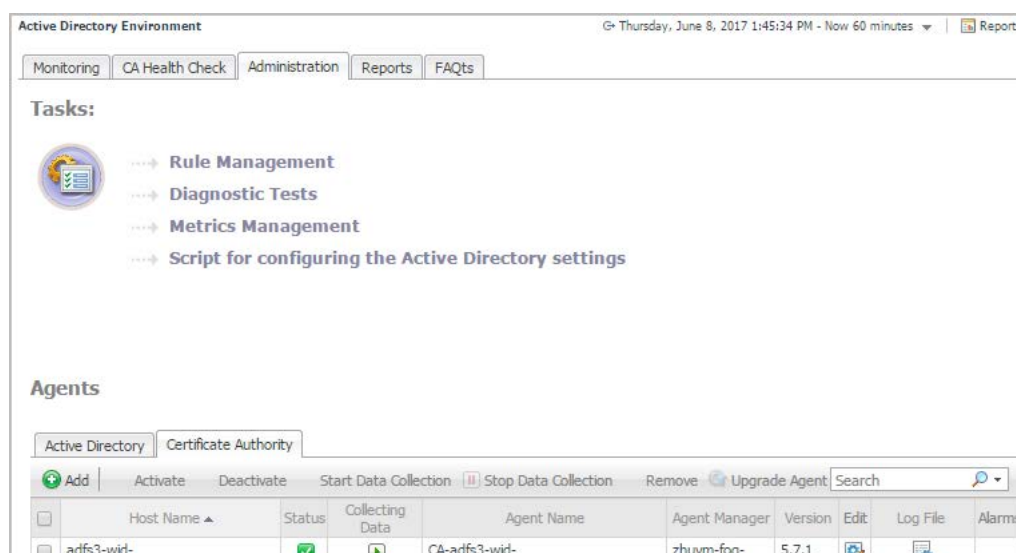 Active Directory Environment Thursday, June 8, 2017 1:45:34 PM - Now 60 minutes Report
Monitoring CA Health Check Administration Reports FAQts
Tasks:
Rule Management
Diagnostic Tests
Metrics Management
Script for configuring the Active Directory settings
Agents
Active Directory Certificate Authority
Add Activate Deactivate Start Data Collection Stop Data Collection Remove Upgrade Agent Search
Host Name Status Collecting Data Agent Name Agent Manager Version Edit Log File Alarms
adfs3-wid- CA-adfs3-wid- zhuvm-fog- 5.7.1